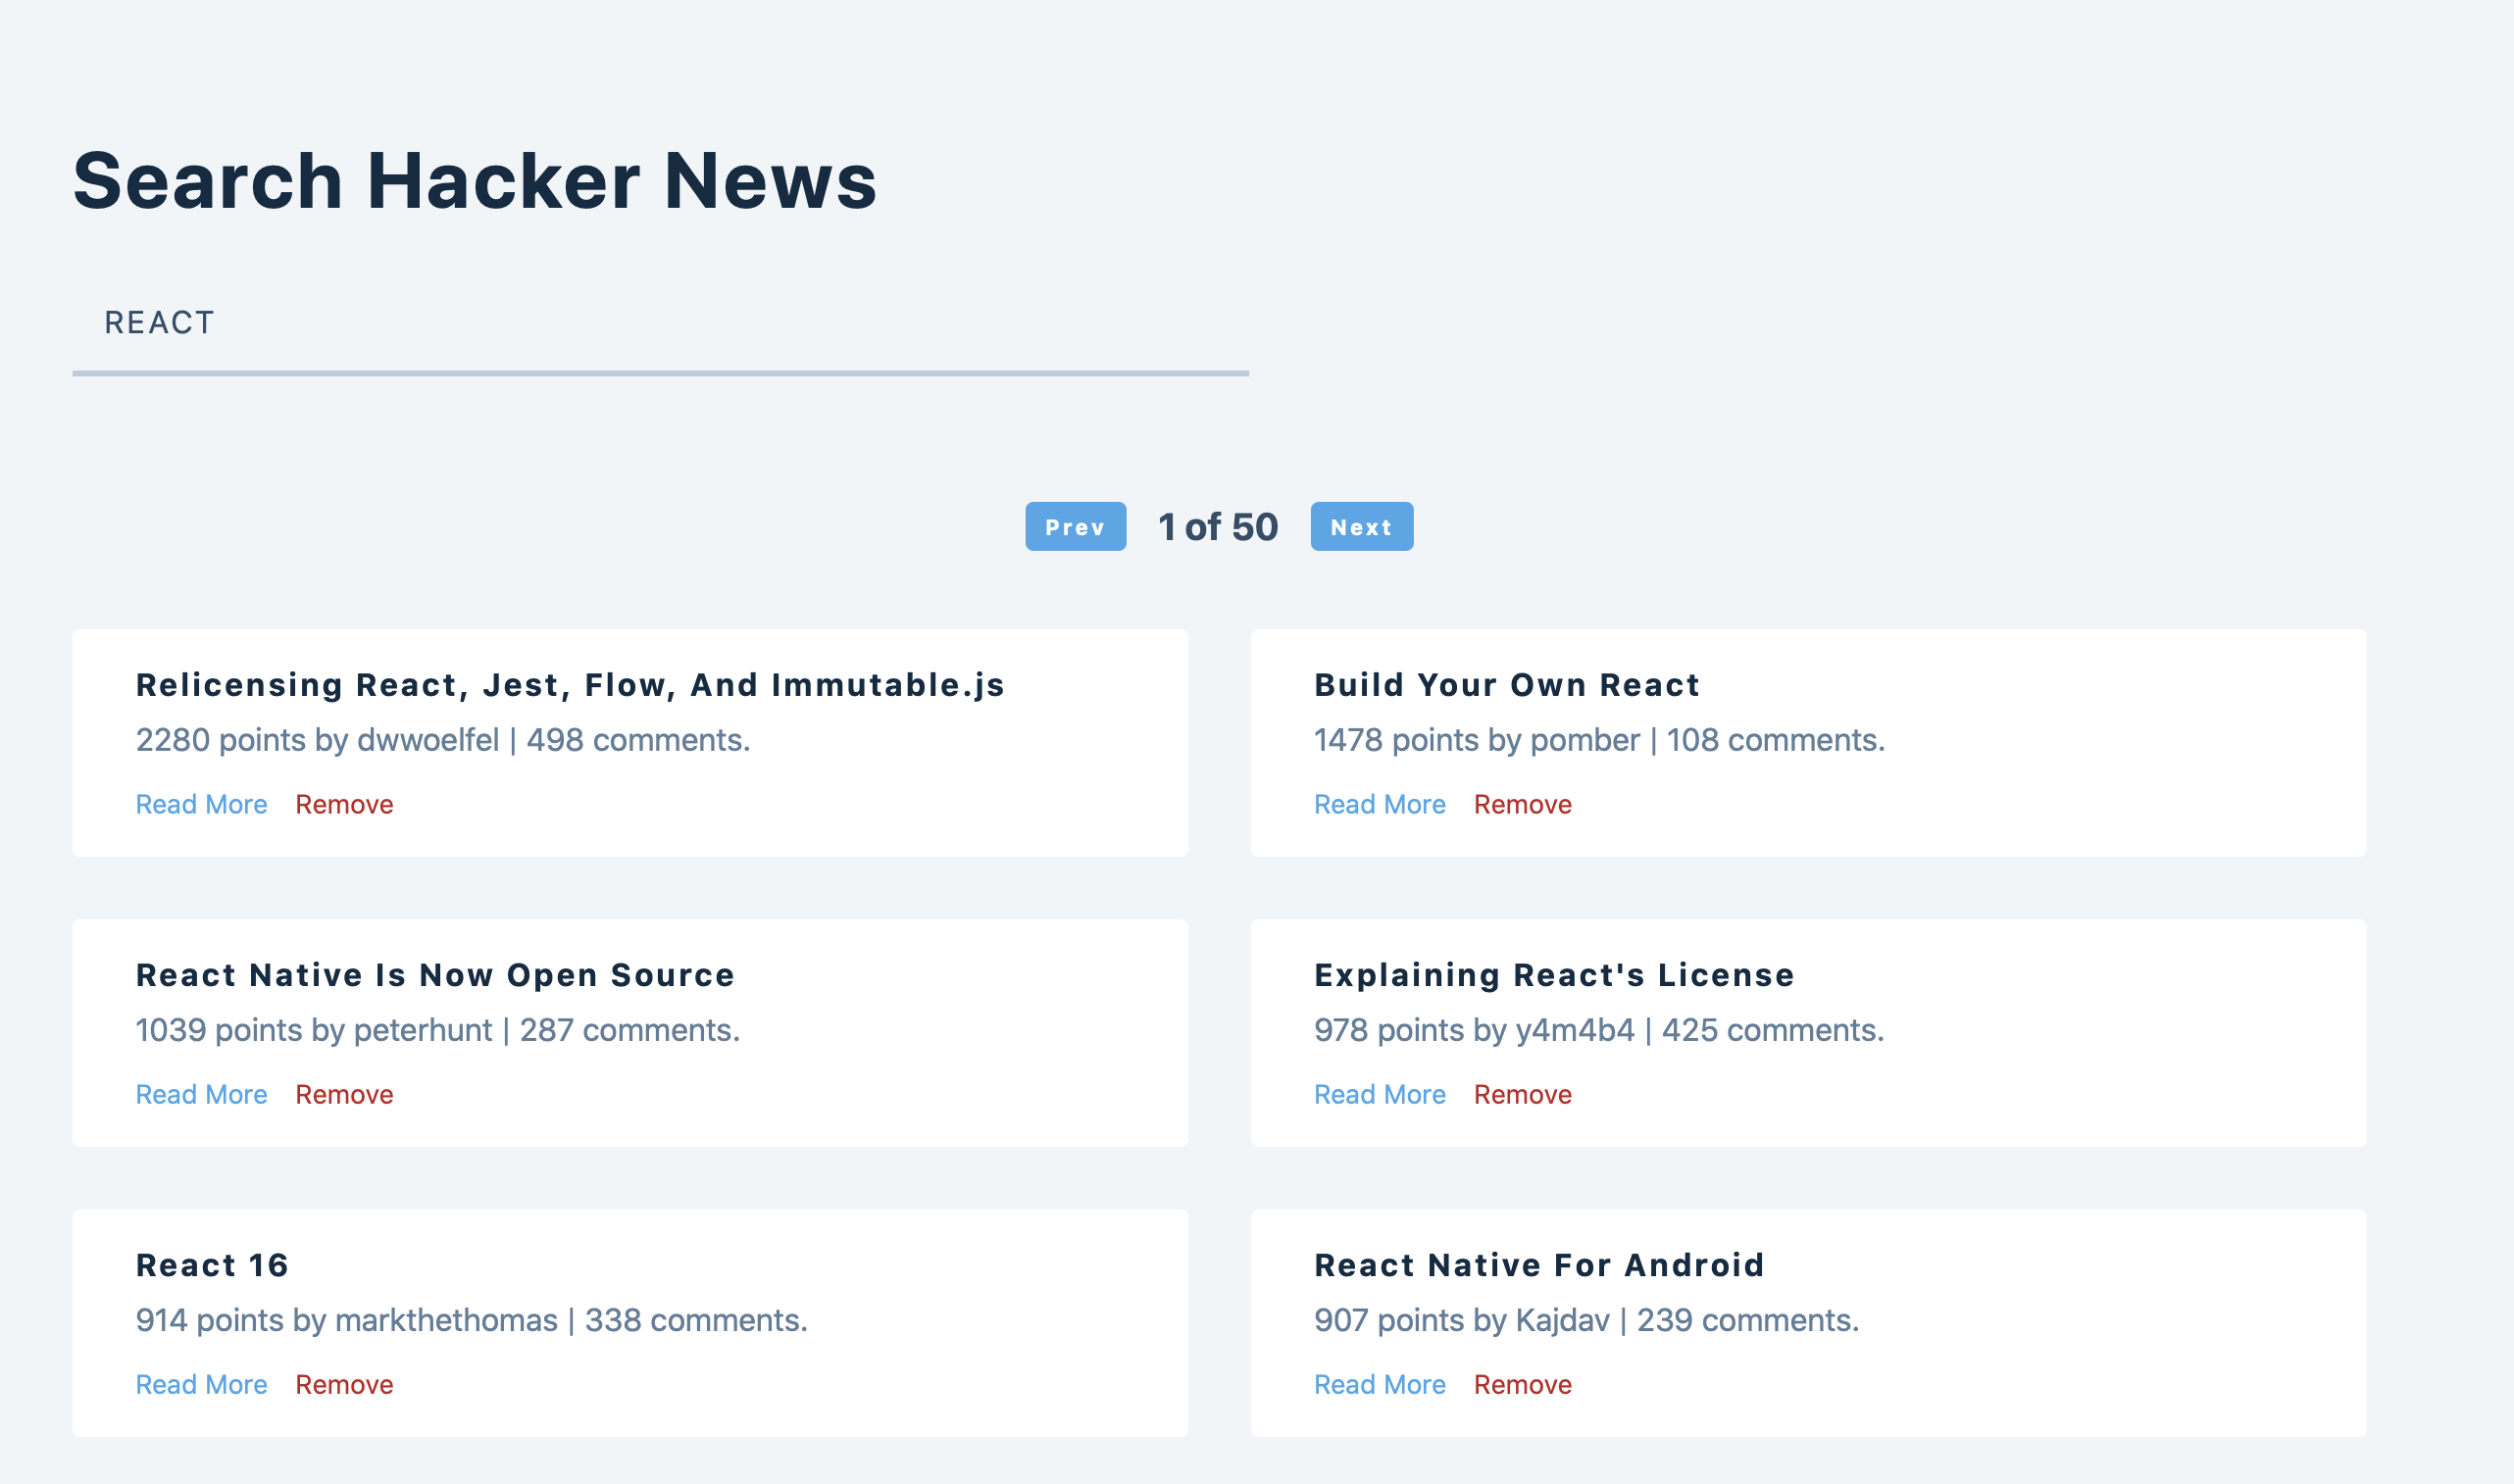 Search Hacker News
REACT
Prev 1 of 50 Next
Relicensing React, Jest, Flow, And Immutable.js
2280 points by dwwoelfel | 498 comments.
Read More Remove
Build Your Own React
1478 points by pomber | 108 comments.
Read More Remove
React Native Is Now Open Source
1039 points by peterhunt | 287 comments.
Read More Remove
Explaining React's License
978 points by y4m4b4 | 425 comments.
Read More Remove
React 16
914 points by markthethomas | 338 comments.
Read More Remove
React Native For Android
907 points by Kajdav | 239 comments.
Read More Remove